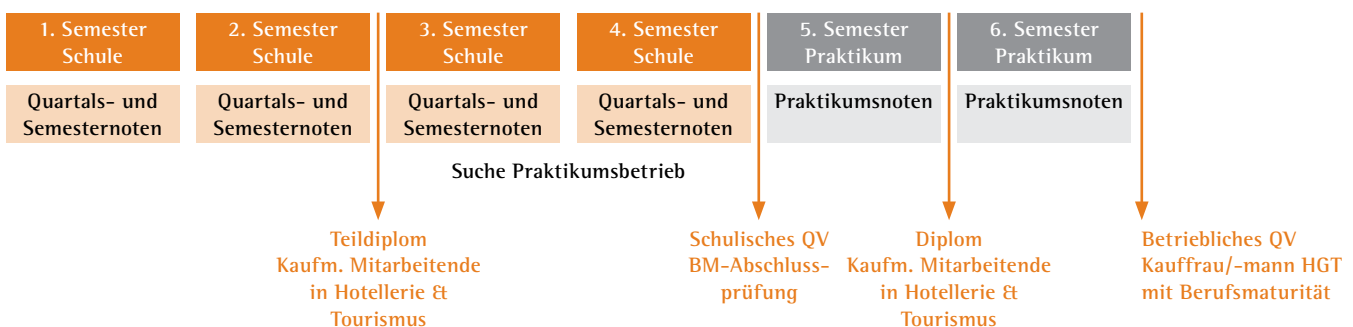 1. Semester
Schule
2. Semester
Schule
3. Semester
Schule
4. Semester
Schule
5. Semester
Praktikum
6. Semester
Praktikum
Quartals- und
Semesternoten
Quartals- und
Semesternoten
Quartals- und
Semesternoten
Quartals- und
Semesternoten
Praktikumsnoten
Praktikumsnoten
Suche Praktikumsbetrieb
Teildiplom
Kaufm. Mitarbeitende
in Hotellerie &
Tourismus
Schulisches QV
BM-Abschluss-
prüfung
Diplom
Kaufm. Mitarbeitende
in Hotellerie &
Tourismus
Betriebliches QV
Kauffrau/-mann HGT
mit Berufsmaturität